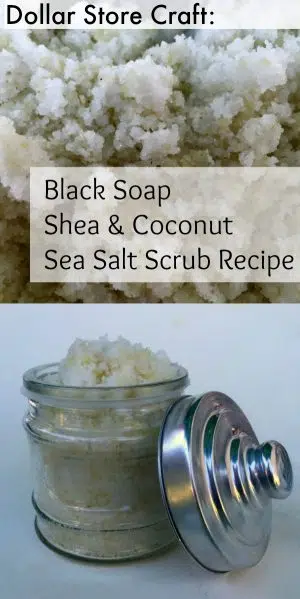 Dollar Store Craft:
Black Soap
Shea & Coconut
Sea Salt Scrub Recipe